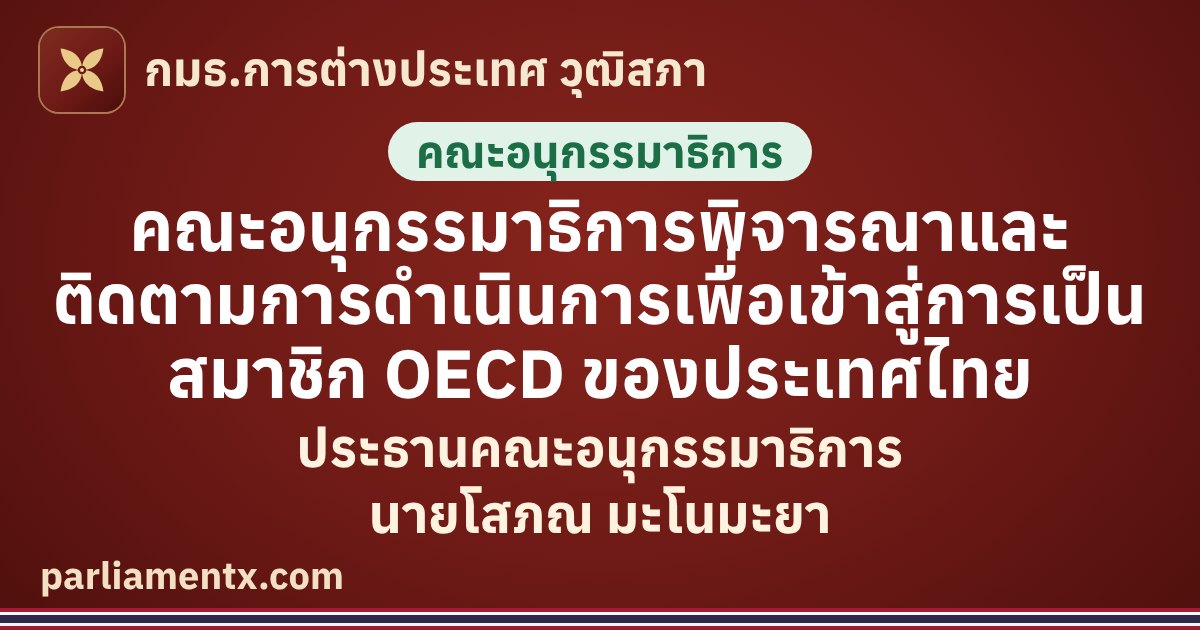 กมธ.การต่างประเทศ วุฒิสภา
คณะอนุกรรมาธิการ
คณะอนุกรรมาธิการพิจารณาและ
ติดตามการดำเนินการเพื่อเข้าสู่การเป็น
สมาชิก OECD ของประเทศไทย
ประธานคณะอนุกรรมาธิการ
นายโสภณ มะโนมะยา
parliamentx.com